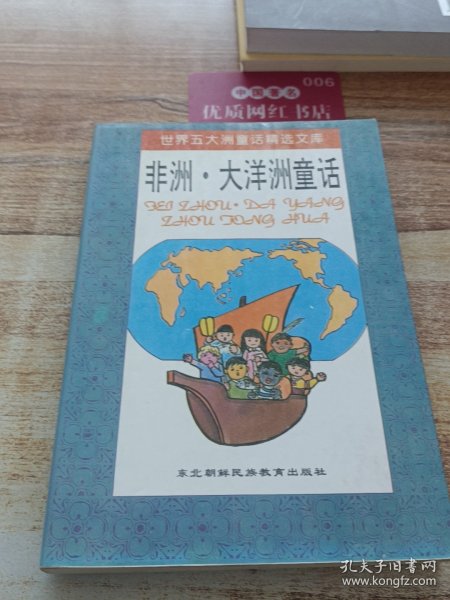 006
中国著名
优质网红书店
世界五大洲童话精选文库
非洲·大洋洲童话
FEI ZHOU·DA YANG
ZHOU TONG HUA
东北朝鲜民族教育出版社
孔夫子旧书网
www.kongfz.com